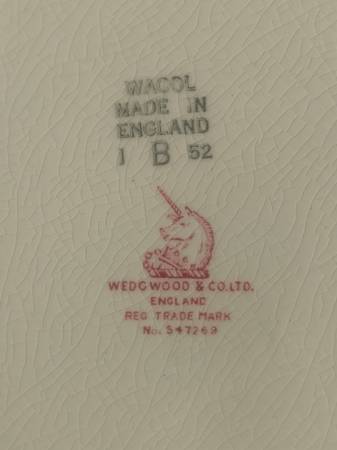 WACOL
MADE IN
ENGLAND
1 B 52
WEDGWOOD & CO. LTD.
ENGLAND
REG TRADE MARK
No. 547269